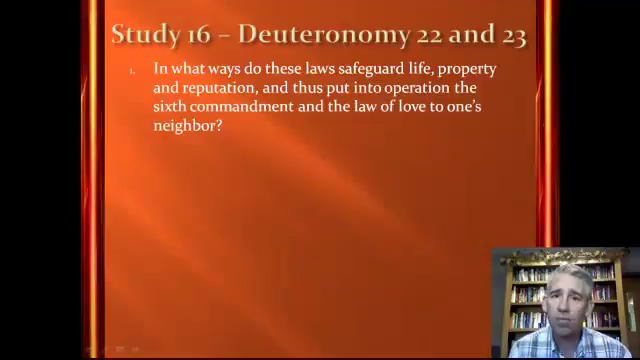 Study 16 – Deuteronomy 22 and 23
1. In what ways do these laws safeguard life, property
and reputation, and thus put into operation the
sixth commandment and the law of love to one's
neighbor?